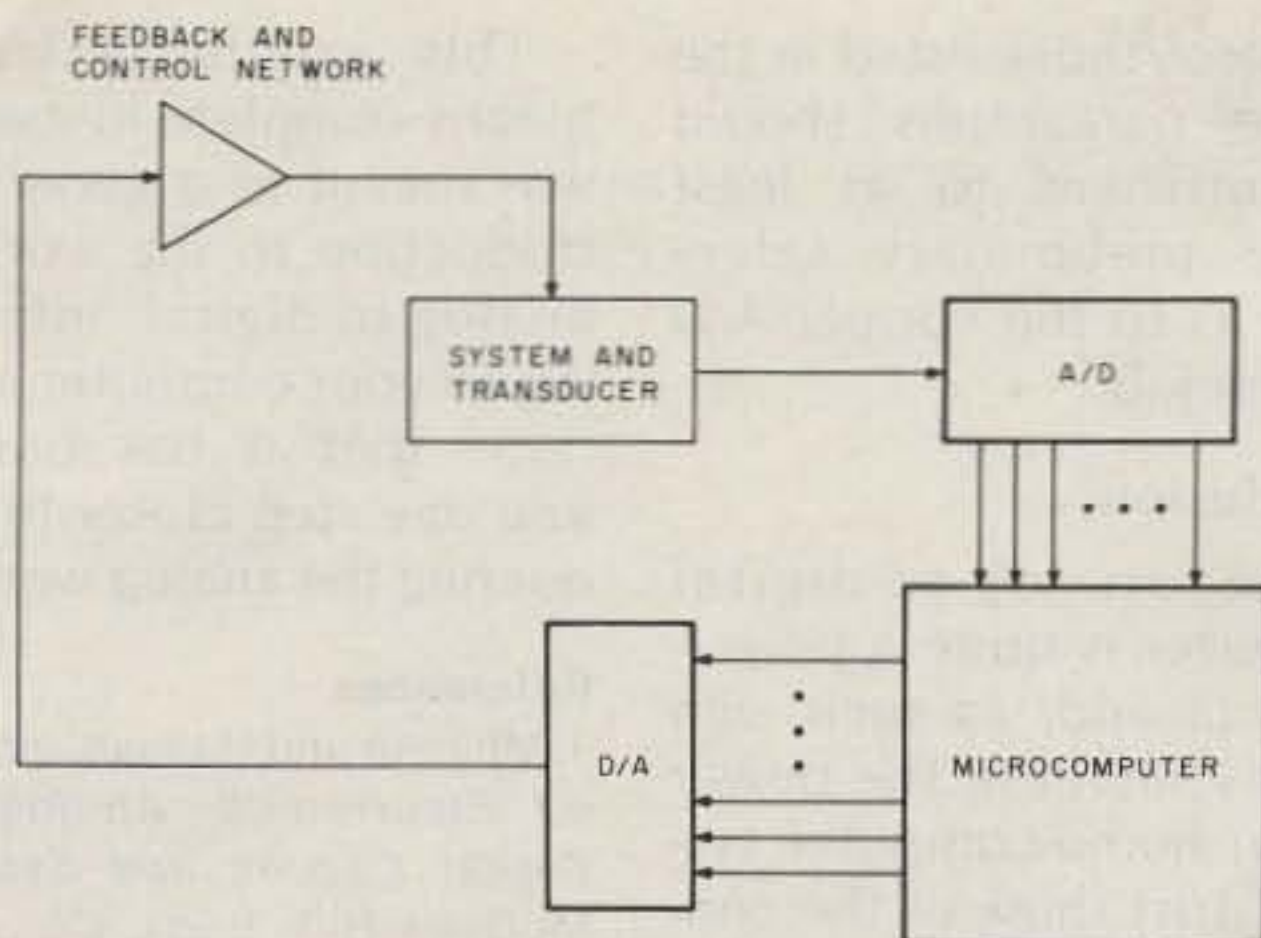 FEEDBACK AND
CONTROL NETWORK
SYSTEM AND
TRANSDUCER
A/D
D/A
MICROCOMPUTER